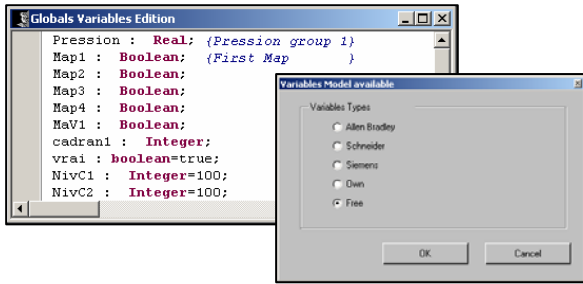 Globals Variables Edition
Pression :  Real; {Pression group 1}
Map1 :  Boolean;  {First Map        }
Map2 :  Boolean;
Map3 :  Boolean;
Map4 :  Boolean;
MaV1 :  Boolean;
cadran1 :  Integer;
vrai : boolean=true;
NivC1 :  Integer=100;
NivC2 :  Integer=100;
Variables Model available
Variables Types
Allen Bradley
Schneider
Siemens
Own
Free
OK
Cancel